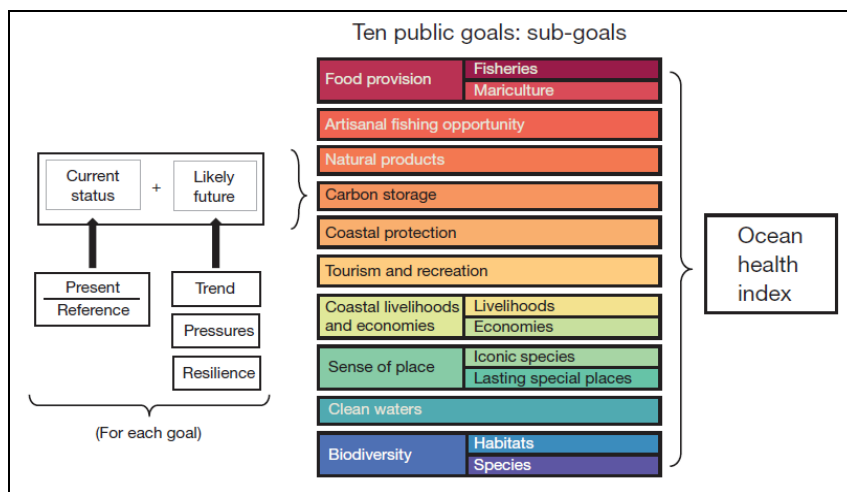 Ten public goals: sub-goals
Current
status
+
Likely
future
Present
Reference
Trend
Pressures
Resilience
(For each goal)
Food provision
Fisheries
Mariculture
Artisanal fishing opportunity
Natural products
Carbon storage
Coastal protection
Tourism and recreation
Coastal livelihoods
and economies
Livelihoods
Economies
Sense of place
Iconic species
Lasting special places
Clean waters
Biodiversity
Habitats
Species
Ocean
health
index